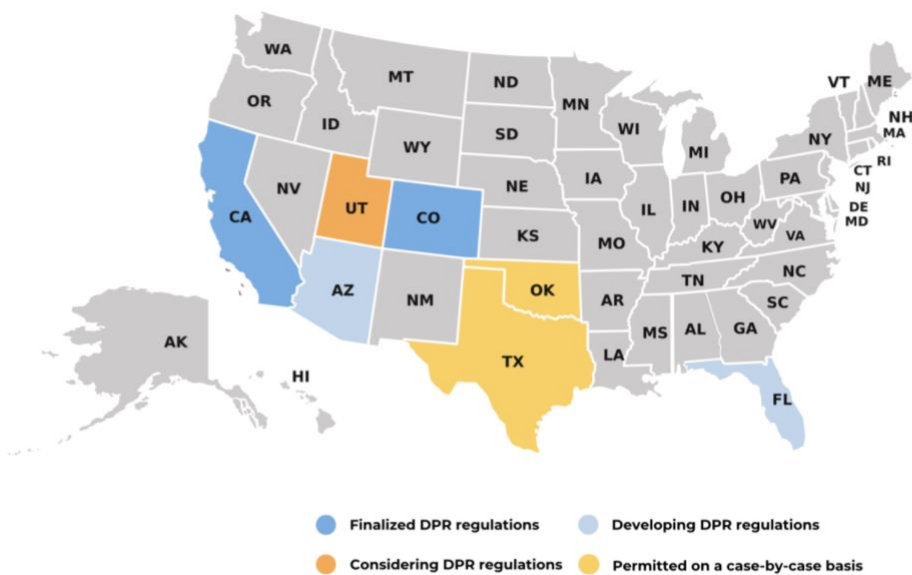 WA
MT
ND
MN
VT
ME
OR
ID
SD
WI
MI
NY
NH
MA
WY
RI
CT
NV
UT
CO
NE
IA
IL
IN
OH
PA
NJ
DE
MD
CA
KS
MO
KY
WV
VA
AZ
NM
OK
AR
TN
NC
SC
MS
AL
GA
AK
HI
TX
LA
FL
Finalized DPR regulations
Developing DPR regulations
Considering DPR regulations
Permitted on a case-by-case basis